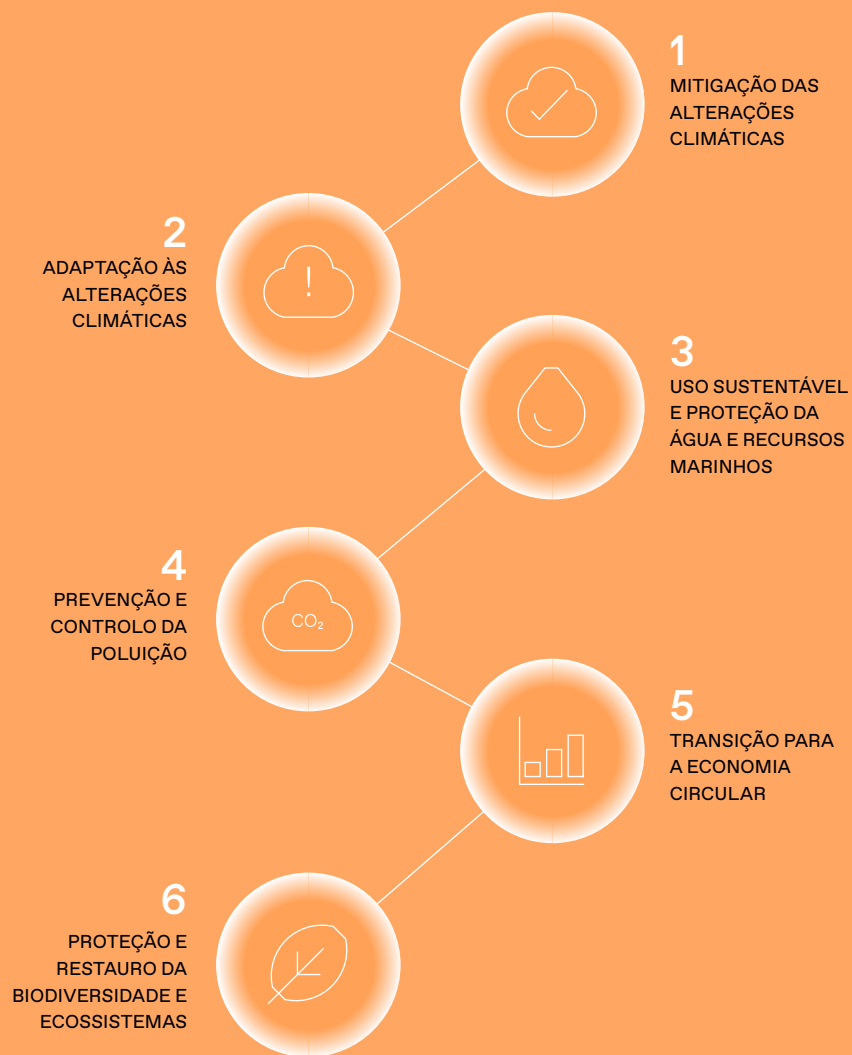 1
MITIGAÇÃO DAS
ALTERAÇÕES
CLIMÁTICAS
2
ADAPTAÇÃO ÀS
ALTERAÇÕES
CLIMÁTICAS
3
USO SUSTENTÁVEL
E PROTEÇÃO DA
ÁGUA E RECURSOS
MARINHOS
4
PREVENÇÃO E
CONTROLO DA
POLUIÇÃO
CO₂
5
TRANSIÇÃO PARA
A ECONOMIA
CIRCULAR
6
PROTEÇÃO E
RESTAURO DA
BIODIVERSIDADE E
ECOSSISTEMAS